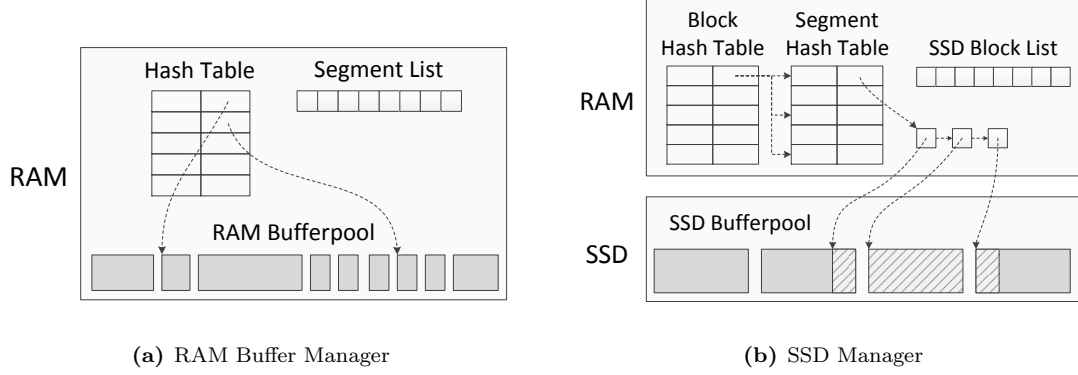 Hash Table
Segment List
RAM
RAM Bufferpool
(a) RAM Buffer Manager
Block
Hash Table
Segment
Hash Table
SSD Block List
RAM
SSD Bufferpool
SSD
(b) SSD Manager